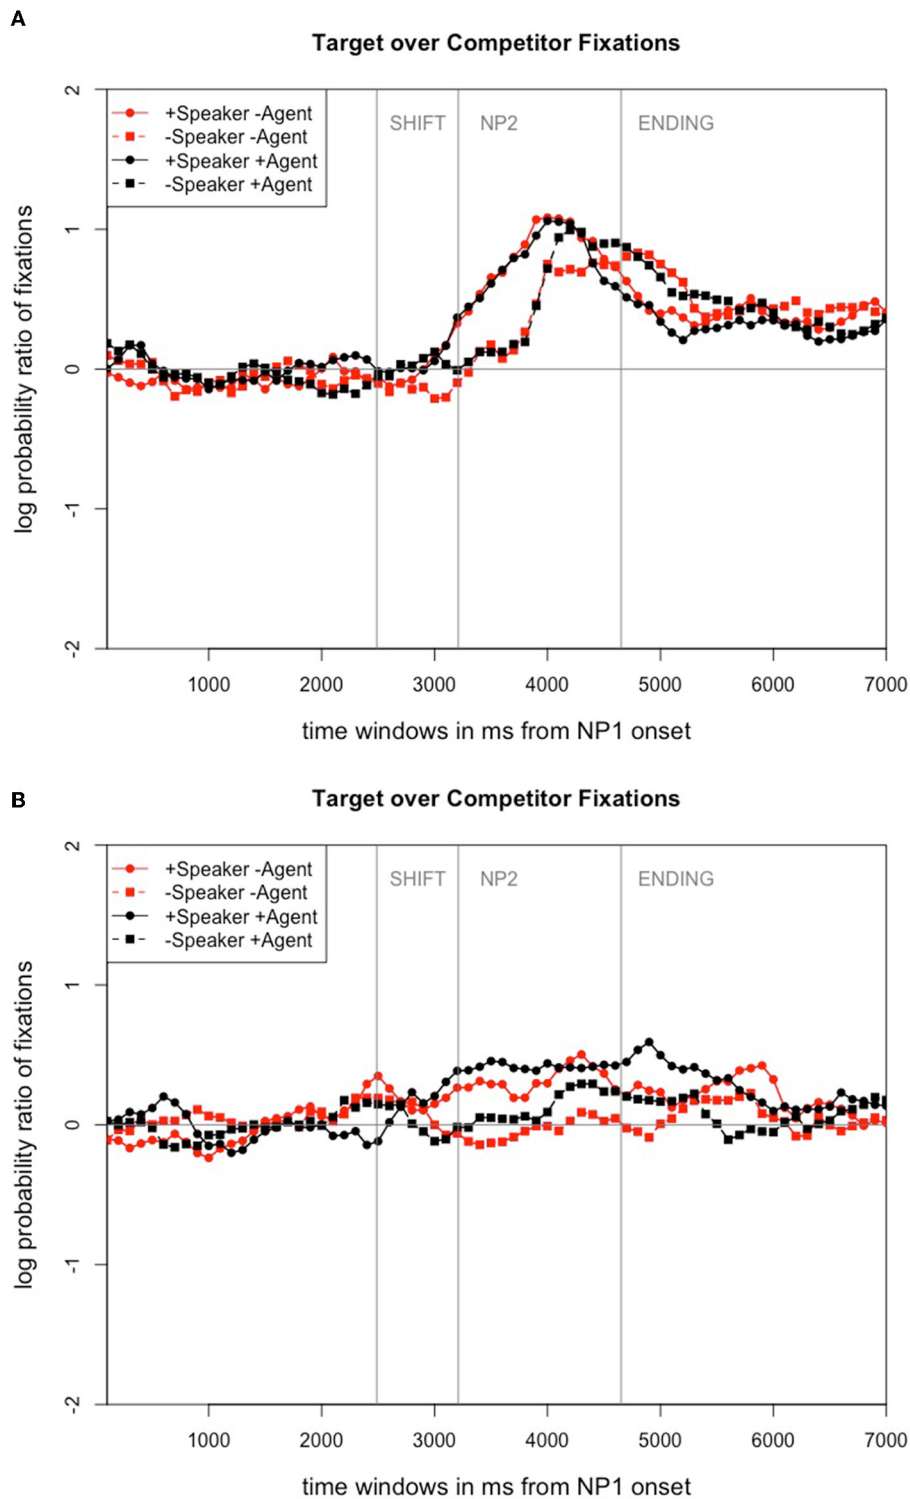 A
Target over Competitor Fixations
+Speaker -Agent
-Speaker -Agent
+Speaker +Agent
-Speaker +Agent
SHIFT
NP2
ENDING
log probability ratio of fixations
2
1
0
-1
-2
1000
2000
3000
4000
5000
6000
7000
time windows in ms from NP1 onset
B
Target over Competitor Fixations
+Speaker -Agent
-Speaker -Agent
+Speaker +Agent
-Speaker +Agent
SHIFT
NP2
ENDING
log probability ratio of fixations
2
1
0
-1
-2
1000
2000
3000
4000
5000
6000
7000
time windows in ms from NP1 onset